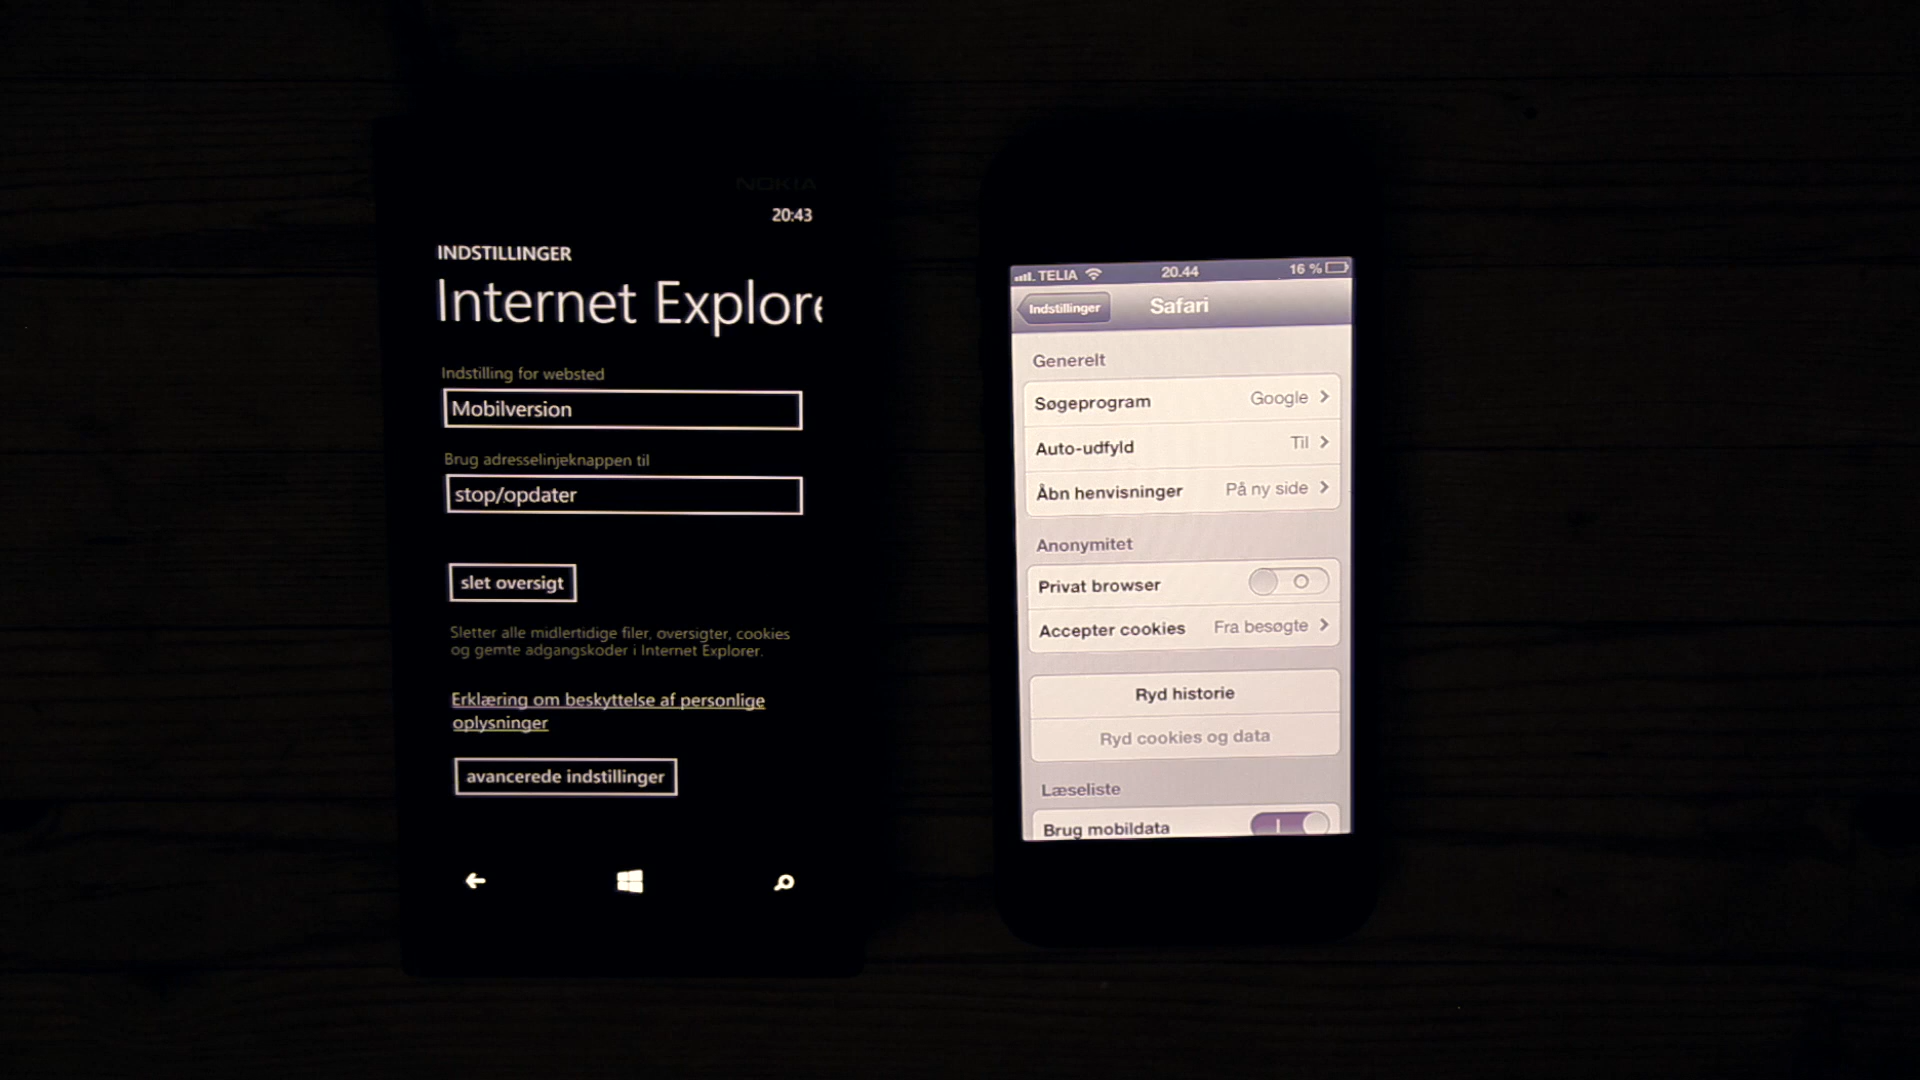 NOKIA
20:43
INDSTILLINGER
Internet Explore
Indstilling for websted
Mobilversion
Brug adresselinjeknappen til
stop/opdater
slet oversigt
Sletter alle midlertidige filer, oversigter, cookies
og gemte adgangskoder i Internet Explorer.
Erklæring om beskyttelse af personlige
oplysninger
avancerede indstillinger
TELIA 20.44 16 %
Indstillinger Safari
Generelt
Søgeprogram Google
Auto-udfyld Til
Åbn henvisninger På ny side
Anonymitet
Privat browser
Accepter cookies Fra besøgte
Ryd historie
Ryd cookies og data
Læseliste
Brug mobildata